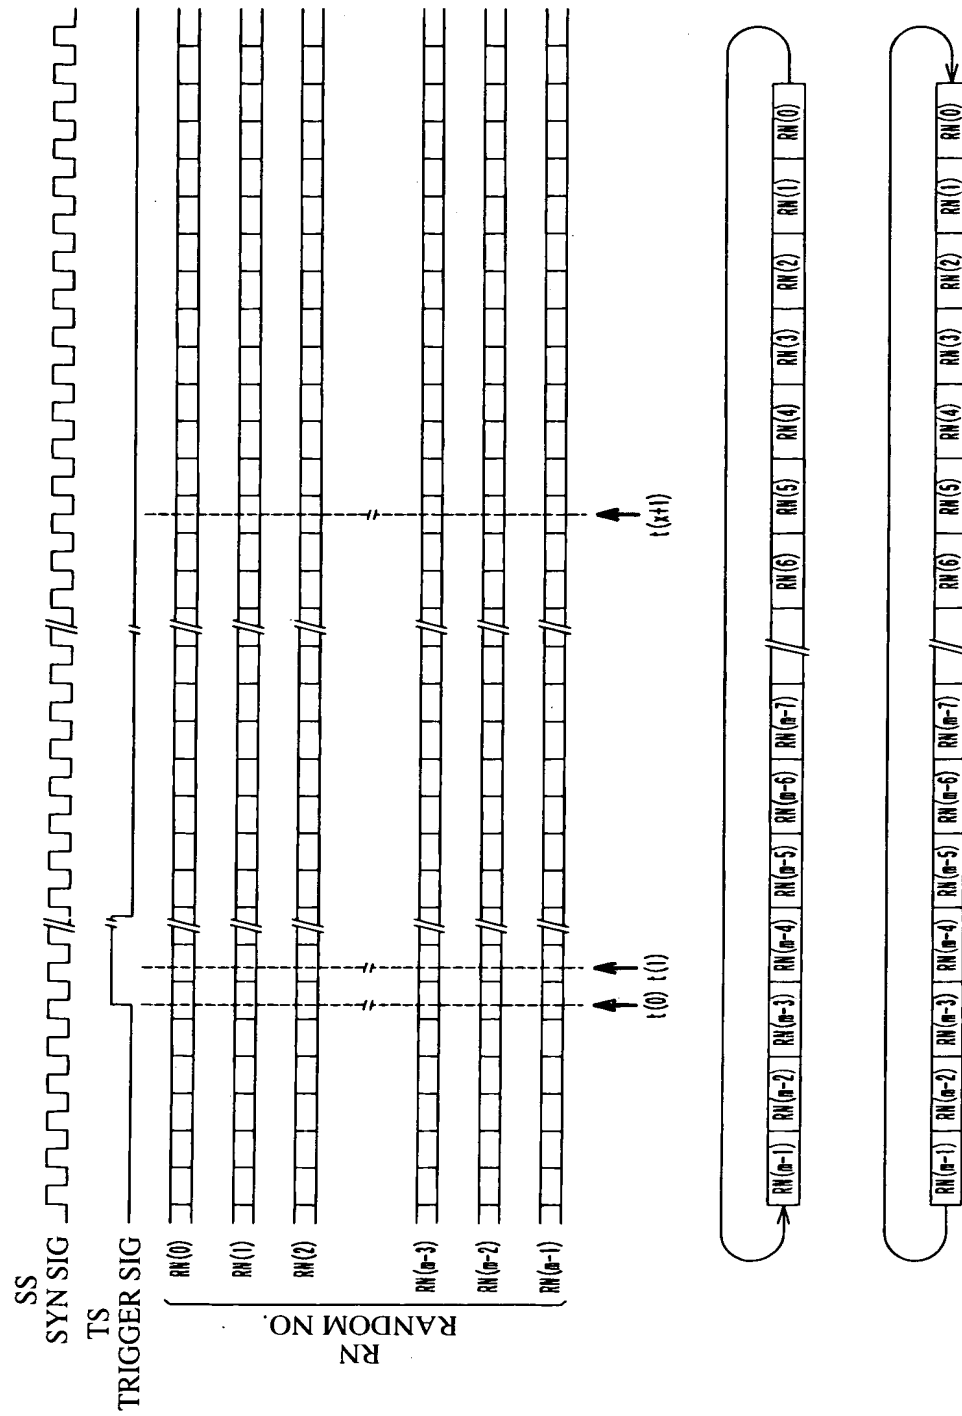 SS
SYN SIG
TS
TRIGGER SIG
RN(0)
RN(1)
RN(2)
RN(m-3)
RN(m-2)
RN(m-1)
RN
RANDOM NO.
t(0) t(1)
t(x+1)
RN(m-1) RN(m-2) RN(m-3) RN(m-4) RN(m-5) RN(m-6) RN(m-7) RN(6) RN(5) RN(4) RN(3) RN(2) RN(1) RN(0)
RN(m-1) RN(m-2) RN(m-3) RN(m-4) RN(m-5) RN(m-6) RN(m-7) RN(6) RN(5) RN(4) RN(3) RN(2) RN(1) RN(0)